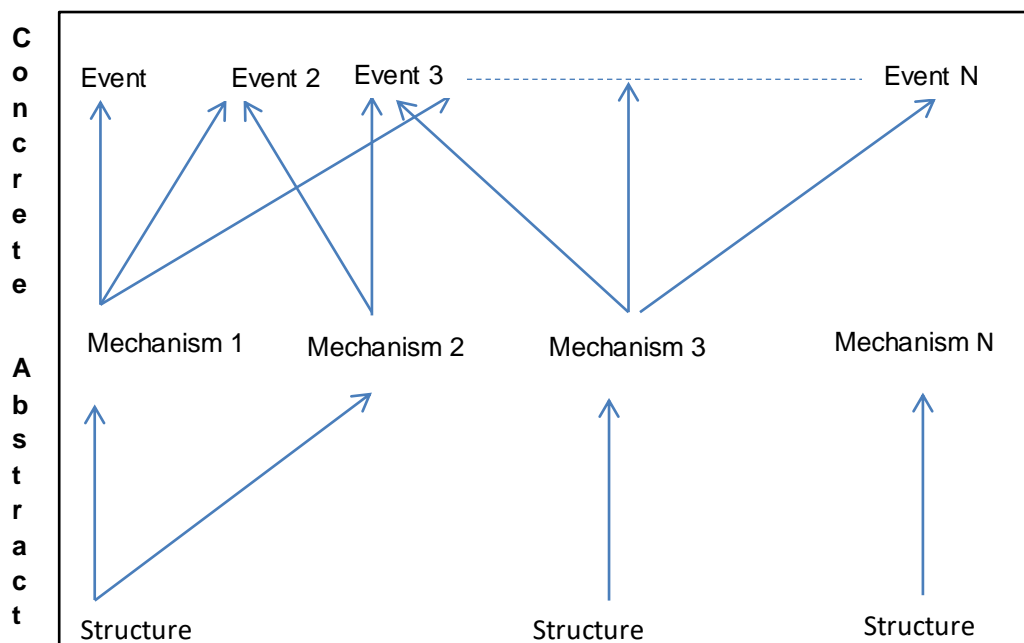 Concrete
Event
Event 2
Event 3
Event N
Mechanism 1
Mechanism 2
Mechanism 3
Mechanism N
Abstract
Structure
Structure
Structure